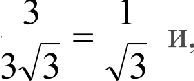 3/(3√3) = 1/√3 и,